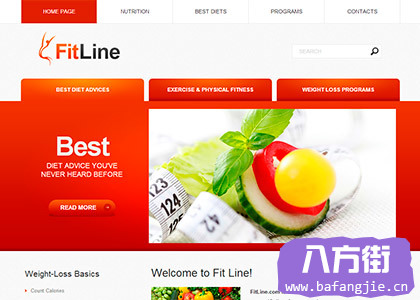 HOME PAGE
NUTRITION
BEST DIETS
PROGRAMS
CONTACTS
FitLine
SEARCH
BEST DIET ADVICES
EXERCISE & PHYSICAL FITNESS
WEIGHT LOSS PROGRAMS
Best
DIET ADVICE YOU'VE
NEVER HEARD BEFORE
READ MORE
124
123
122
Weight-Loss Basics
Count Calories
Welcome to Fit Line!
FitLine.com
八方街
www.bafangjie.cn